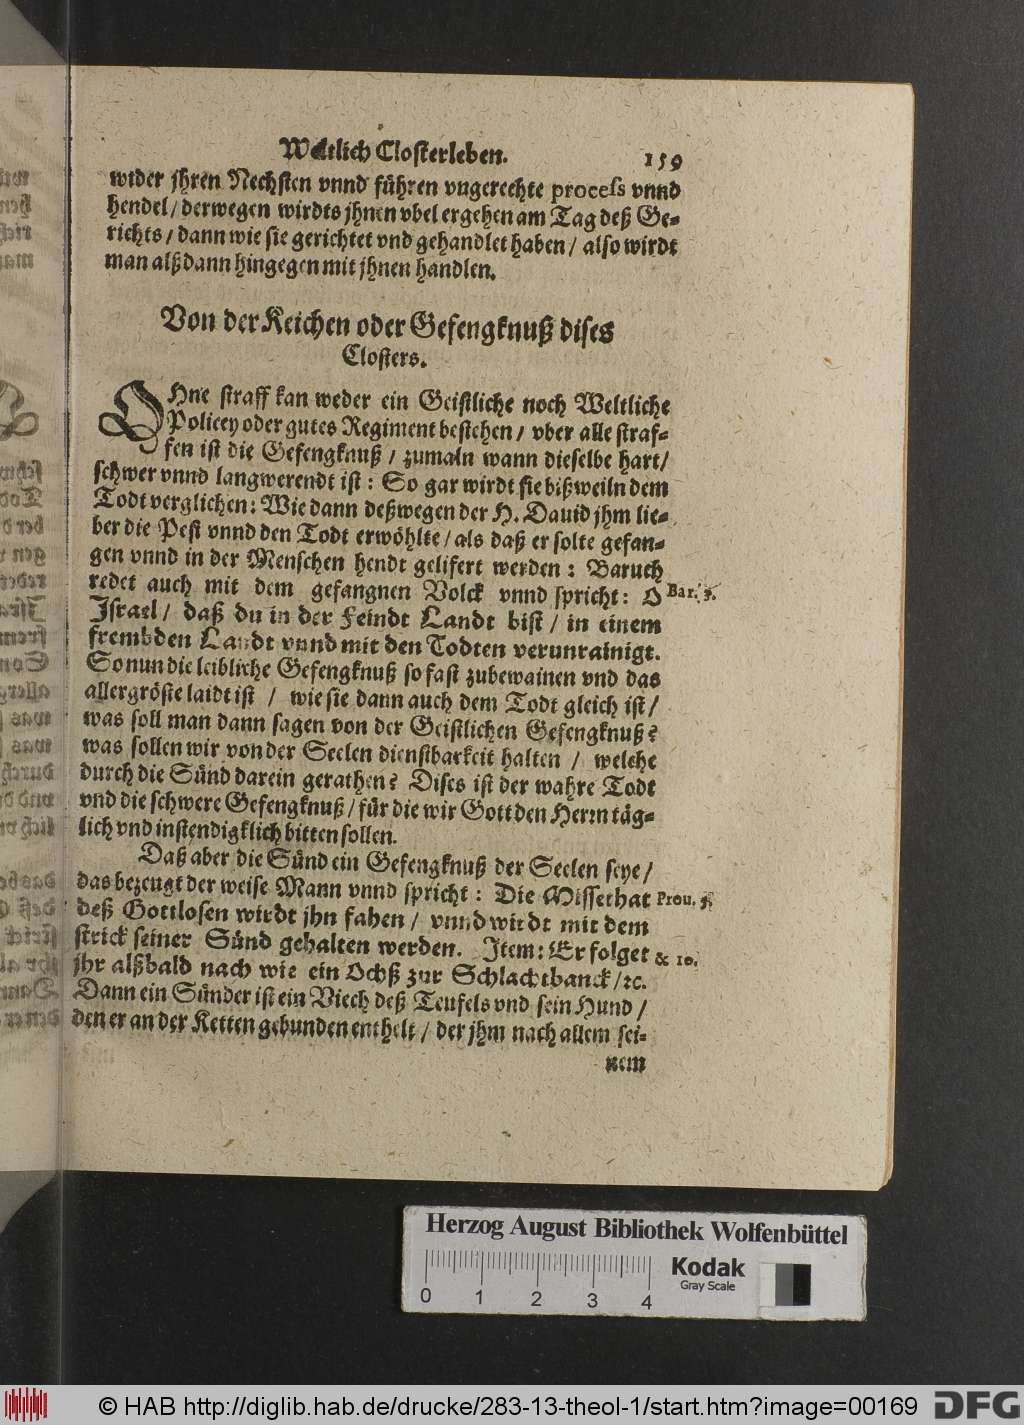 Weltlich Closterleben. 159
wider jhren Nechsten vnnd führen vngerechte process vnnd
hendel / derwegen wirdts jhnen vbel ergehen am Tag deß Ge-
richts / dann wie sie gerichtet vnd gehandlet haben / also wirdt
man alßdann hingegen mit jhnen handlen.
Von der Keichen oder Gefengknuß dises
Closters.
OHne straff kan weder ein Geistliche noch Weltliche
Policey oder gutes Regiment bestehen / vber alle straf-
fen ist die Gefengknuß / zumaln wann dieselbe hart /
schwer vnnd langwerendt ist: So gar wirdt sie bißweiln dem
Todt verglichen: Wie dann deßwegen der H. Dauid jhm lie-
ber die Pest vnnd den Todt erwöhlte / als daß er solte gefan-
gen vnnd in der Menschen hendt gelifert werden: Baruch
redet auch mit dem gefangnen Volck vnnd spricht: O Bar. 3.
Israel / daß du in der Feindt Landt bist / in einem
frembden Landt vnnd mit den Todten verunrainigt.
So nun die leibliche Gefengknuß so fast zubewainen vnd das
allergröste laidt ist / wie sie dann auch dem Todt gleich ist /
was soll man dann sagen von der Geistlichen Gefengknuß?
was sollen wir von der Seelen dienstbarkeit halten / welche
durch die Sünd darein gerathen? Dises ist der wahre Todt
vnd die schwere Gefengknuß / für die wir Gott den Herrn täg-
lich vnd instendigklich bitten sollen.
Daß aber die Sünd ein Gefengknuß der Seelen seye /
das bezeugt der weise Mann vnnd spricht: Die Missethat Prou. 5.
deß Gottlosen wirdt jhn fahen / vnnd wirdt mit dem
strick seiner Sünd gehalten werden. Item: Er folget & 10.
jhr alßbald nach wie ein Ochß zur Schlachtbanck / ꝛc.
Dann ein Sünder ist ein Viech deß Teufels vnd sein Hund /
den er an der Ketten gebunden enthelt / der jhm nach allem sei-
nem
Herzog August Bibliothek Wolfenbüttel
Kodak
Gray Scale
0 1 2 3 4
© HAB http://diglib.hab.de/drucke/283-13-theol-1/start.htm?image=00169
DFG